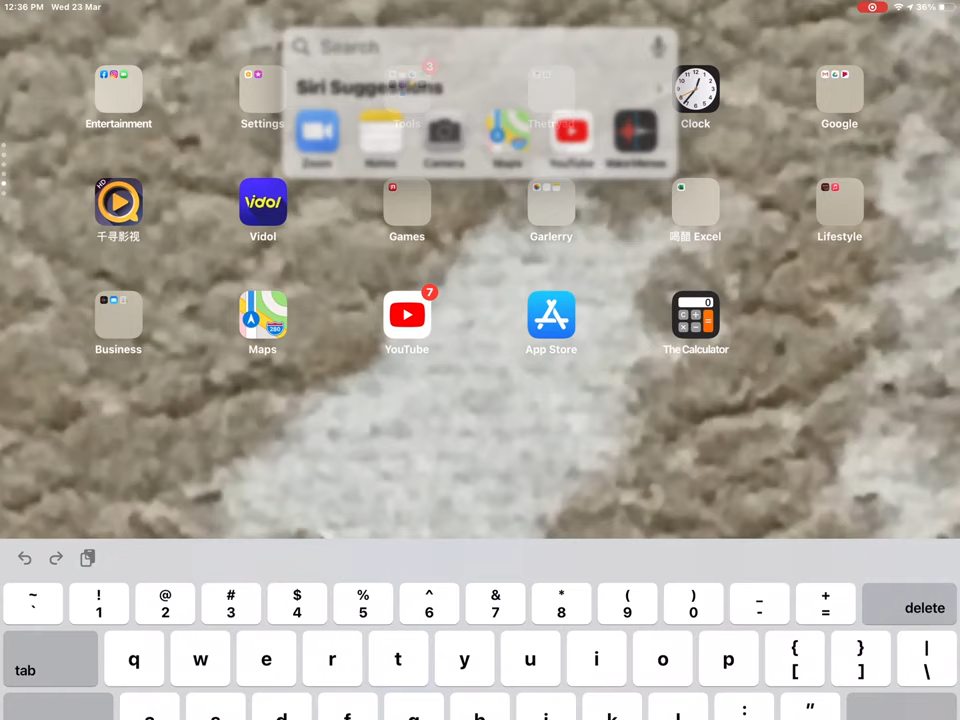 12:36 PM Wed 23 Mar
36%
Search
3
Siri Suggestions
Zoom Notes Camera Maps YouTube
Entertainment Settings Tools Clock Google
HD
Vidol
千寻影视 Vidol Games Garlerry 喝醋 Excel Lifestyle
280
7
0
Business Maps YouTube App Store The Calculator
~ ! @ # $ % ^ & * ( ) _ +
` 1 2 3 4 5 6 7 8 9 0 - = delete
tab q w e r t y u i o p { [ } ] | \
a s d f g h j k l : "